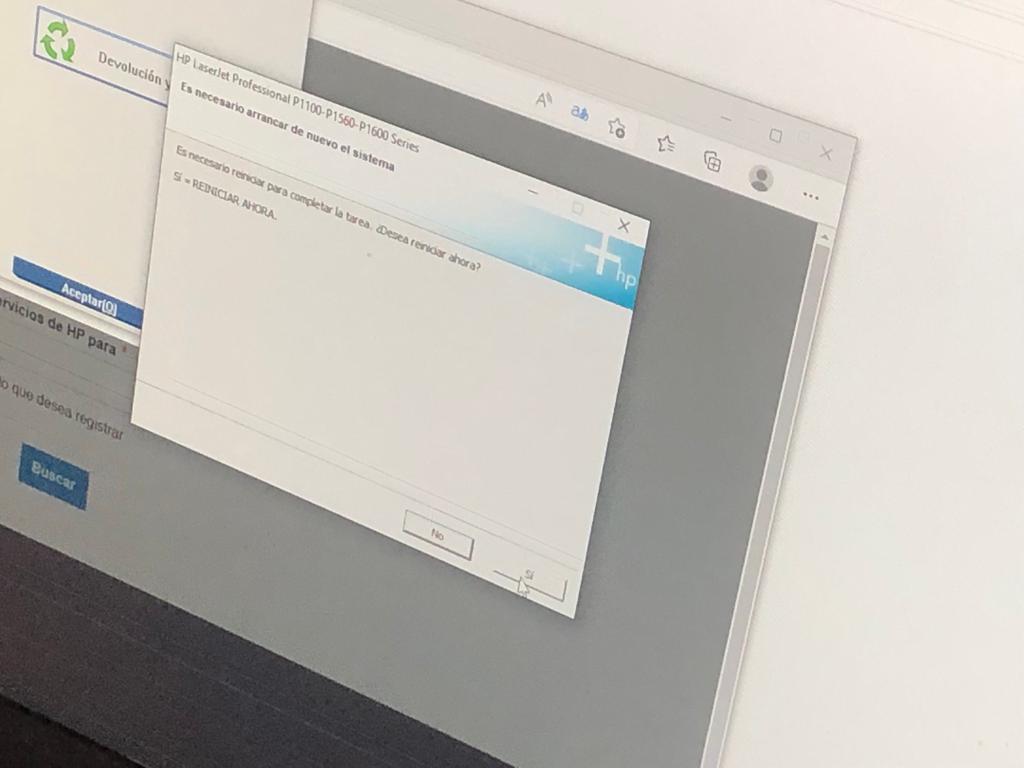 Devolución y
HP LaserJet Professional P1100-P1560-P1600 Series
Es necesario arrancar de nuevo el sistema
Es necesario reiniciar para completar la tarea. ¿Desea reiniciar ahora?
Sí = REINICIAR AHORA.
hp
Aceptar(O)
ervicios de HP para *
lo que desea registrar
Buscar
No
Sí